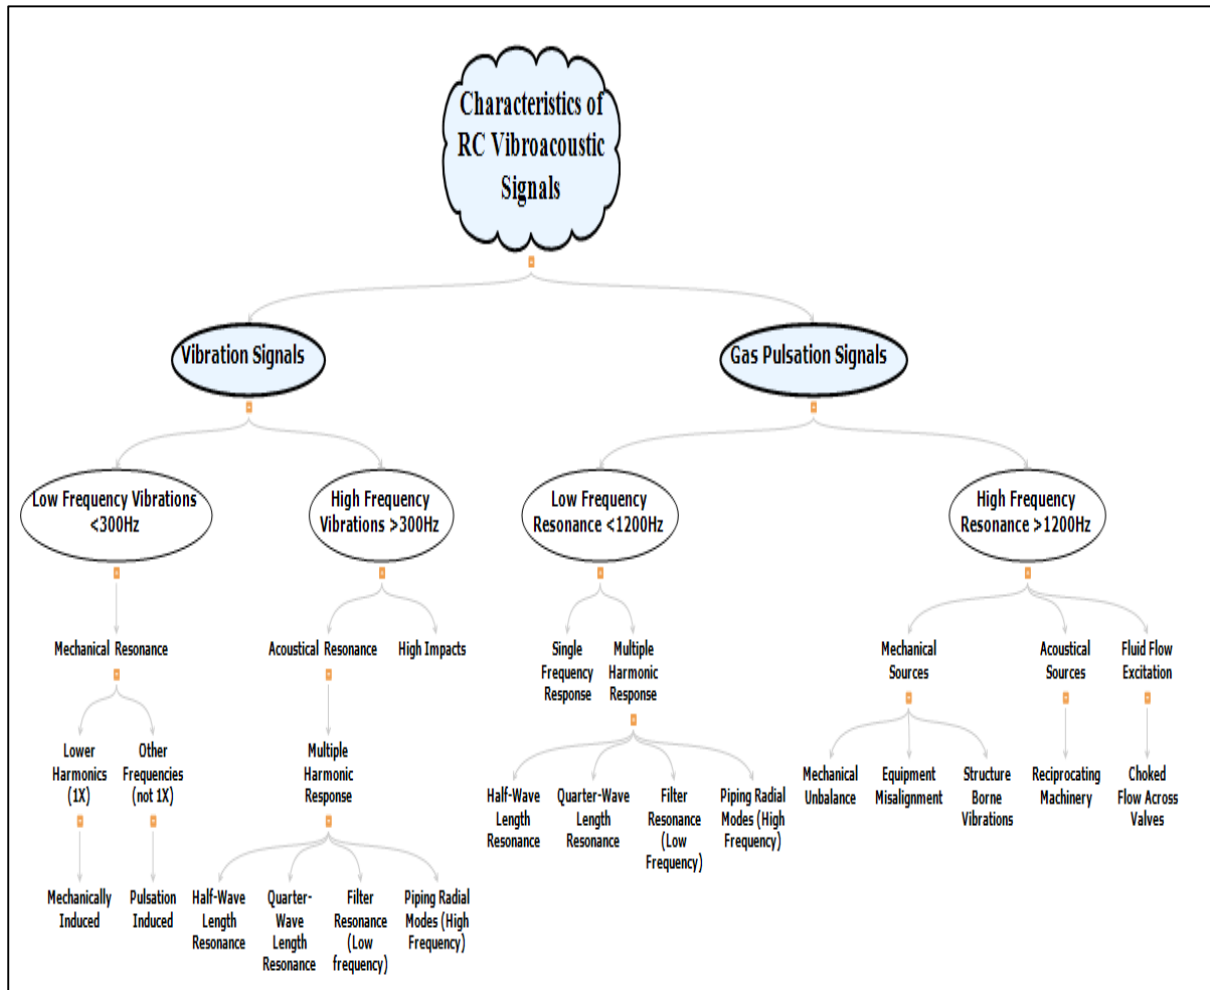 Characteristics of
RC Vibroacoustic
Signals
Vibration Signals
Gas Pulsation Signals
Low Frequency Vibrations
<300Hz
High Frequency
Vibrations >300Hz
Low Frequency
Resonance <1200Hz
High Frequency
Resonance >1200Hz
Mechanical Resonance
Acoustical Resonance
High Impacts
Single
Frequency
Response
Multiple
Harmonic
Response
Mechanical
Sources
Acoustical
Sources
Fluid Flow
Excitation
Lower
Harmonics
(1X)
Other
Frequencies
(not 1X)
Multiple
Harmonic
Response
Half-Wave
Length
Resonance
Quarter-Wave
Length
Resonance
Filter
Resonance
(Low
Frequency)
Piping Radial
Modes (High
Frequency)
Mechanical
Unbalance
Equipment
Misalignment
Structure
Borne
Vibrations
Reciprocating
Machinery
Choked
Flow Across
Valves
Mechanically
Induced
Pulsation
Induced
Half-Wave
Length
Resonance
Quarter-
Wave
Length
Resonance
Filter
Resonance
(Low
frequency)
Piping Radial
Modes (High
Frequency)